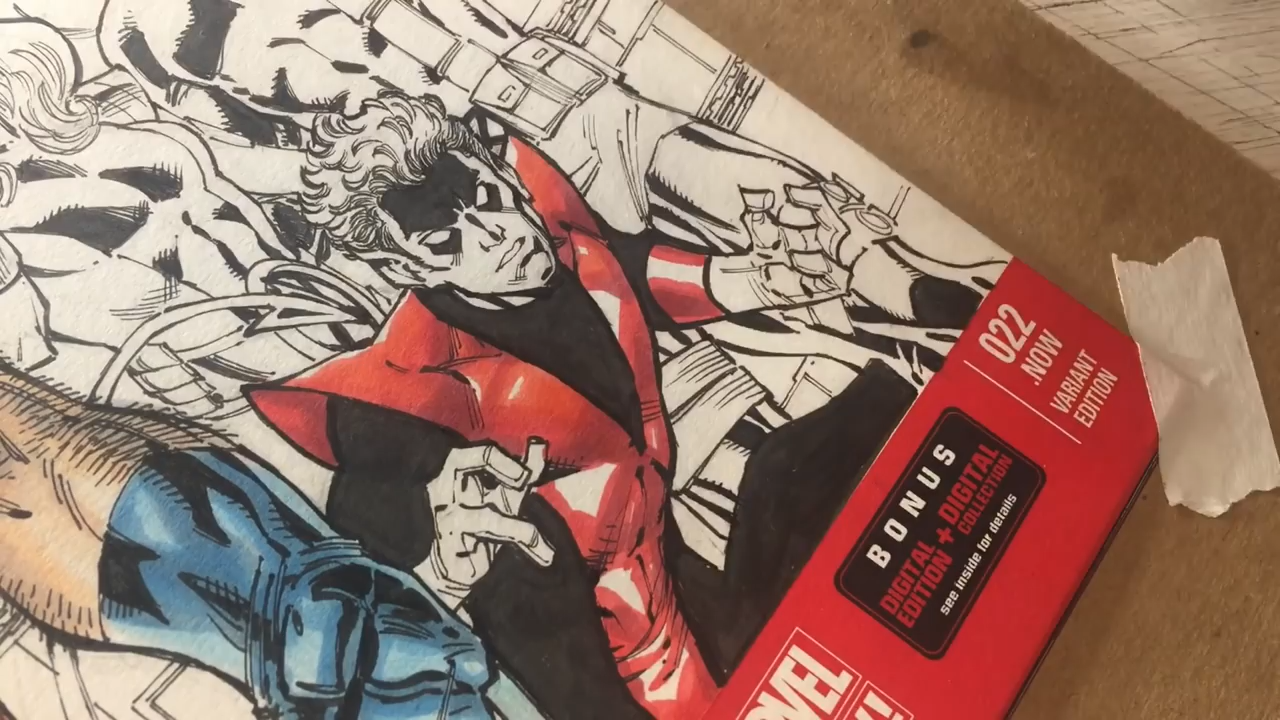 022
.NOW
VARIANT
EDITION
BONUS
DIGITAL
EDITION + DIGITAL
COLLECTION
see inside for details